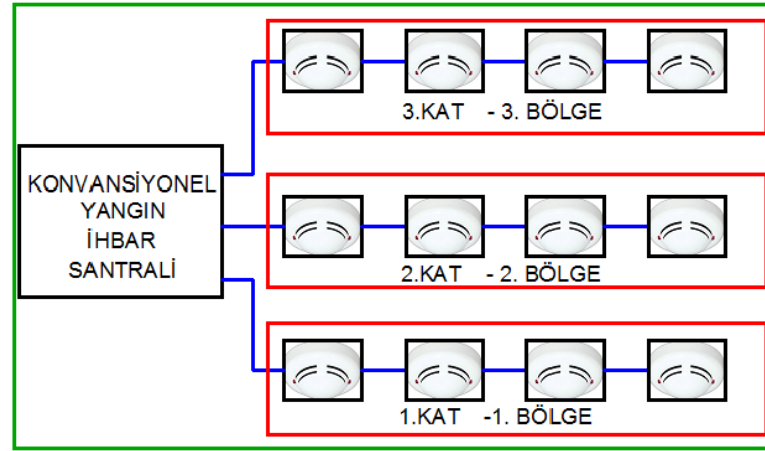 3.KAT - 3. BÖLGE
KONVANSİYONEL
YANGIN
İHBAR
SANTRALİ
2.KAT - 2. BÖLGE
1.KAT -1. BÖLGE